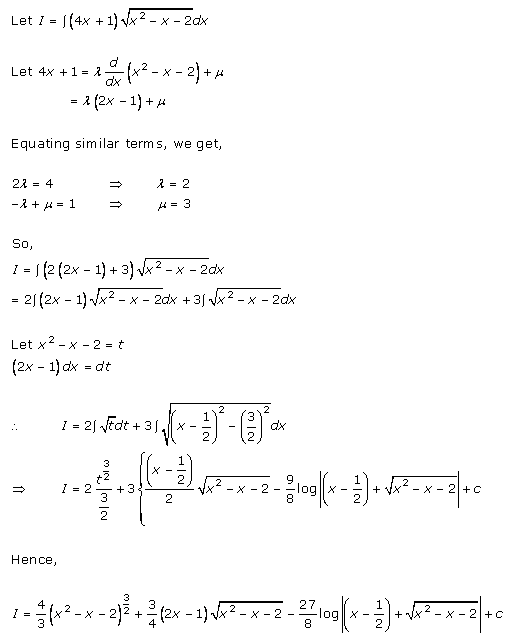 Let I = ∫(4x + 1)√(x² − x − 2)dx
Let 4x + 1 = λ d/dx (x² − x − 2) + μ
= λ(2x − 1) + μ
Equating similar terms, we get,
2λ = 4 ⇒ λ = 2
−λ + μ = 1 ⇒ μ = 3
So,
I = ∫(2(2x − 1) + 3)√(x² − x − 2)dx
= 2∫(2x − 1)√(x² − x − 2)dx + 3∫√(x² − x − 2)dx
Let x² − x − 2 = t
(2x − 1)dx = dt
∴ I = 2∫√t dt + 3∫√((x − 1/2)² − (3/2)²)dx
⇒ I = 2 t^(3/2)/(3/2) + 3{(x − 1/2)/2 √(x² − x − 2) − 9/8 log|(x − 1/2) + √(x² − x − 2)| + c
Hence,
I = 4/3 (x² − x − 2)^(3/2) + 3/4 (2x − 1)√(x² − x − 2) − 27/8 log|(x − 1/2) + √(x² − x − 2)| + c